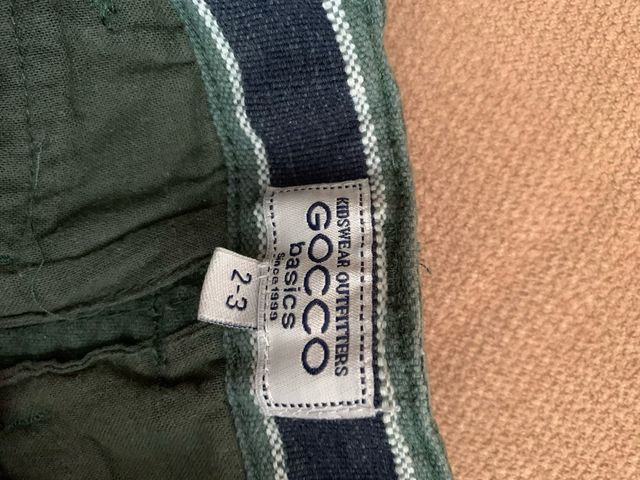 KIDSWEAR OUTFITTERS
GOCCO
basics
Since 1999
2-3